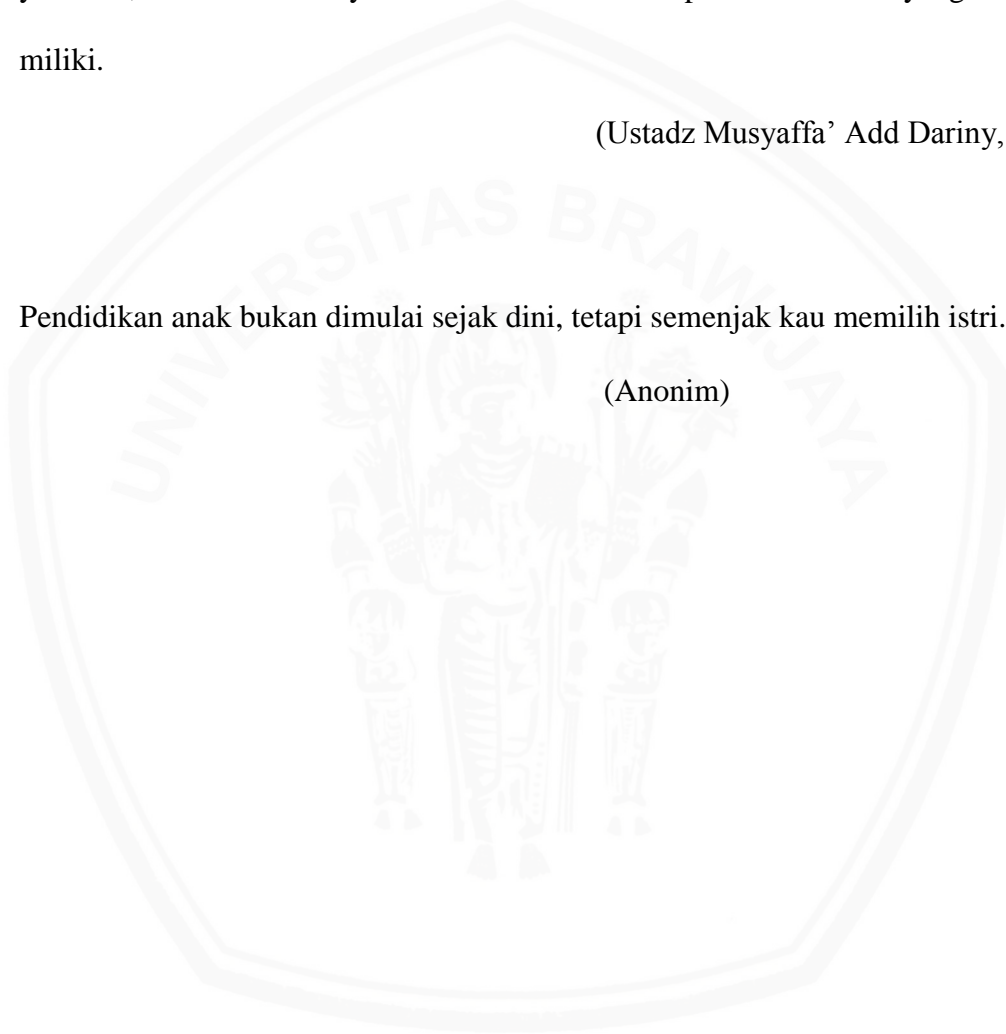 miliki.
(Ustadz Musyaffa’ Add Dariny,
UNIVERSITAS BRAWIJAYA
Pendidikan anak bukan dimulai sejak dini, tetapi semenjak kau memilih istri.
(Anonim)